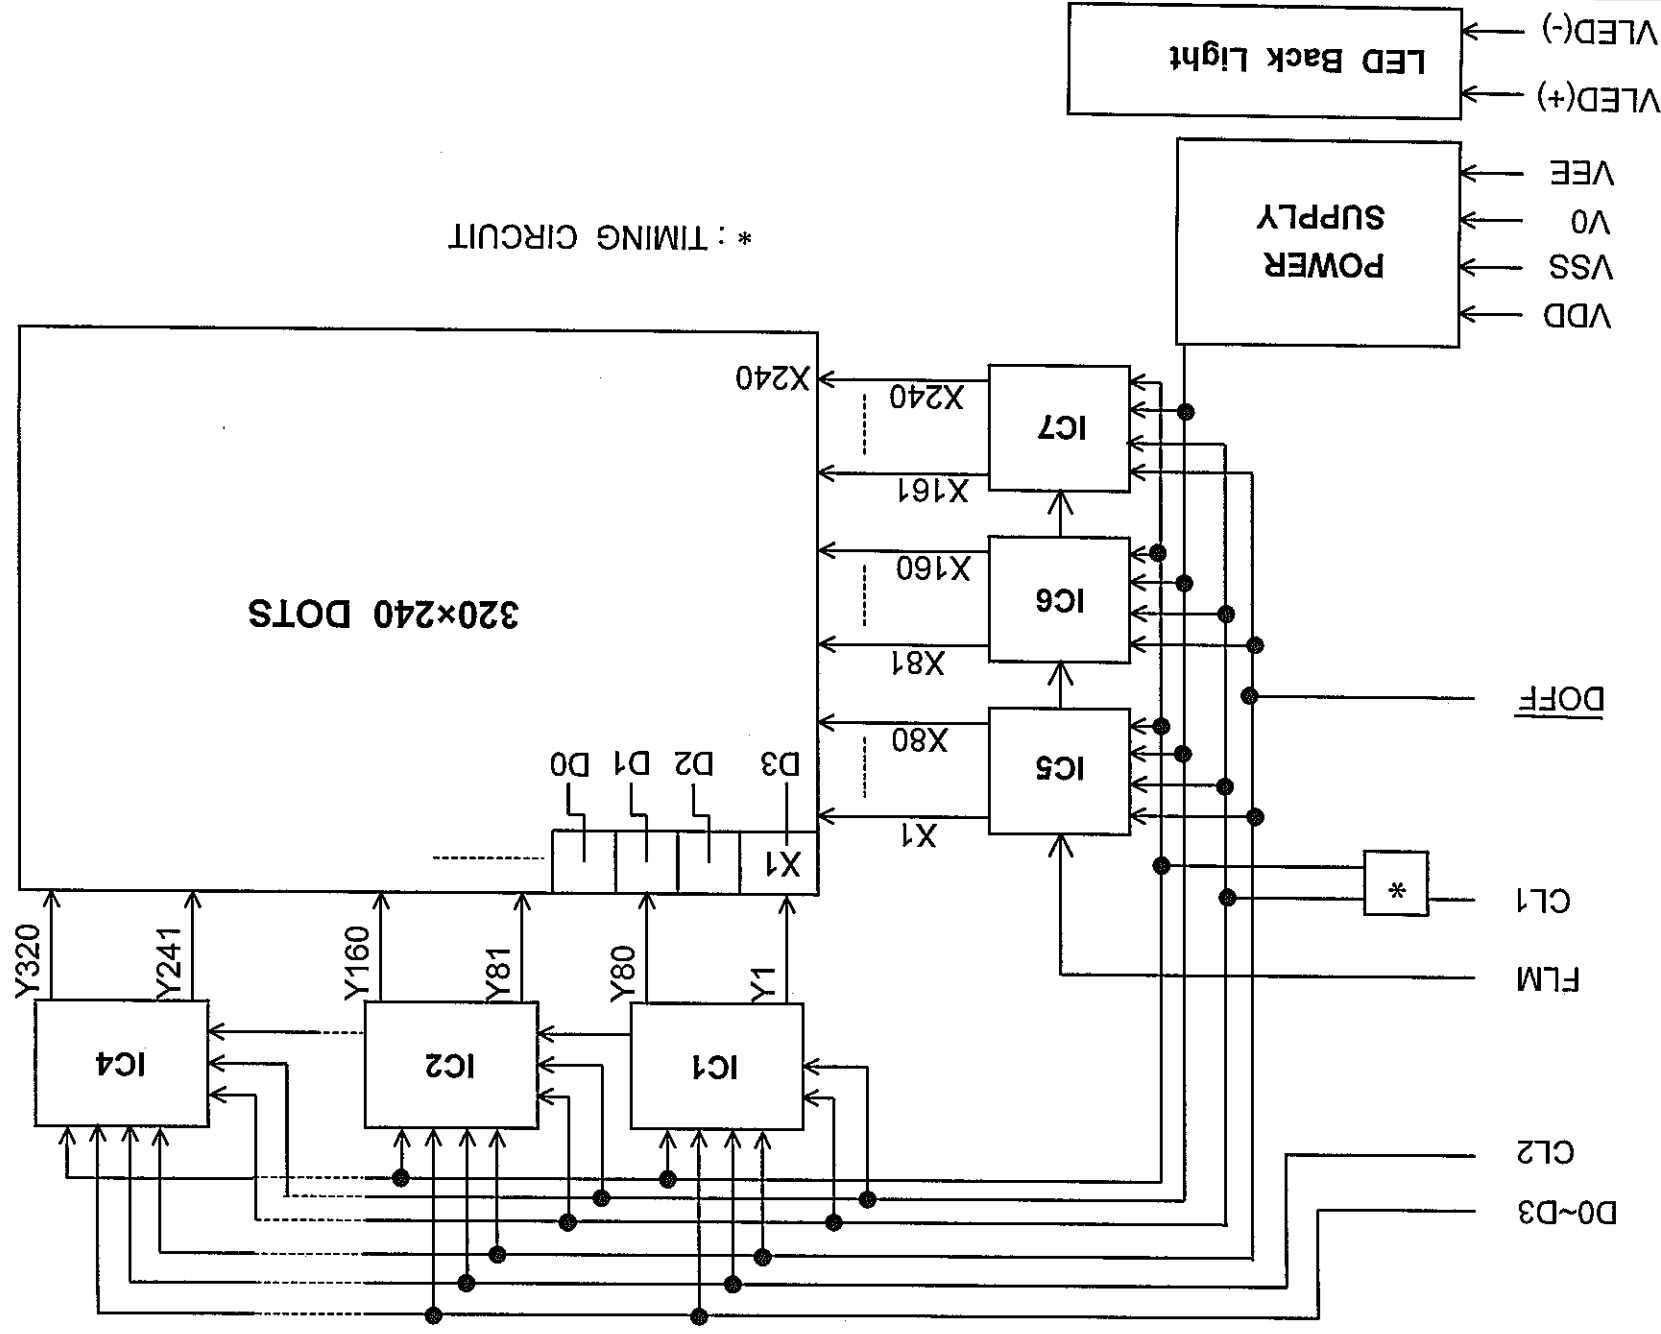 D0~D3
CL2
IC1
IC2
IC4
FLM
Y1
Y80
Y81
Y160
Y241
Y320
CL1
*
X1
X1
D3
D2
D1
D0
IC5
X80
DOFF
X81
IC6
320×240 DOTS
X160
X161
IC7
X240
X240
VDD
VSS
V0
VEE
POWER
SUPPLY
* : TIMING CIRCUIT
VLED(+)
VLED(-)
LED Back Light